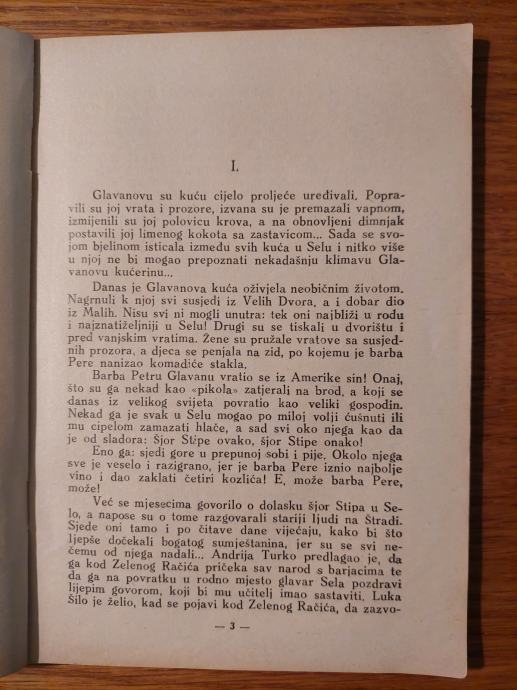 I.
Glavanovu su kuću cijelo proljeće uređivali. Popra-
vili su joj vrata i prozore, izvana su je premazali vapnom,
izmijenili su joj polovicu krova, a na obnovljeni dimnjak
postavili joj limenog kokota sa zastavicom... Sada se svo-
jom bjelinom isticala između svih kuća u Selu i nitko više
u njoj ne bi mogao prepoznati nekadašnju klimavu Gla-
vanovu kućerinu...
Danas je Glavanova kuća oživjela neobičnim životom.
Nagrnuli k njoj svi susjedi iz Velih Dvora, a i dobar dio
iz Malih. Nisu svi ni mogli unutra: tek oni najbliži u rodu
i najznatiželjniji u Selu! Drugi su se tiskali u dvorištu i
pred vanjskim vratima. Žene su pružale vratove sa susjed-
nih prozora, a djeca se penjala na zid, po kojemu je barba
Pere nanizao komadiće stakla.
Barba Petru Glavanu vratio se iz Amerike sin! Onaj,
što su ga nekad kao «pikola» zatjerali na brod, a koji se
danas iz velikog svijeta povratio kao veliki gospodin.
Nekad ga je svak u Selu mogao po miloj volji ćušnuti ili
mu cipelom zamazati hlače, a sad svi oko njega kao da
je od sladora: Šjor Stipe ovako, šjor Stipe onako!
Eno ga: sjedi gore u prepunoj sobi i pije. Okolo njega
sve je veselo i razigrano, jer je barba Pere iznio najbolje
vino i dao zaklati četiri kozlića! E, može barba Pere,
može!
Već se mjesecima govorilo o dolasku šjor Stipa u Se-
lo, a napose su o tome razgovarali stariji ljudi na Štradi.
Sjede oni tamo i po čitave dane vijećaju, kako bi što
ljepše dočekali bogatog sumještanina, jer su se svi ne-
čemu od njega nadali... Andrija Turko predlagao je, da
ga kod Zelenog Račića pričeka sav narod s barjacima te
da ga na povratku u rodno mjesto glavar Sela pozdravi
lijepim govorom, koji bi mu učitelj imao sastaviti. Luka
Šilo je želio, kad se pojavi kod Zelenog Račića, da zazvo-
— 3 —